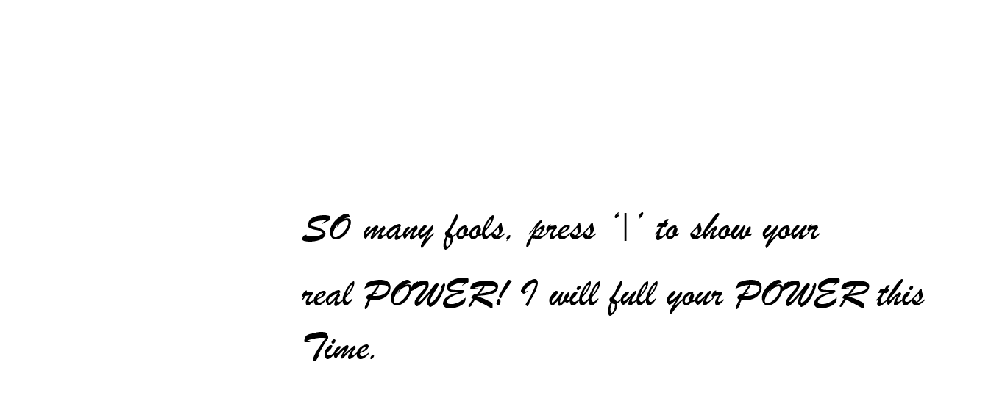 SO many fools, press '|' to show your
real POWER! I will full your POWER this
Time.